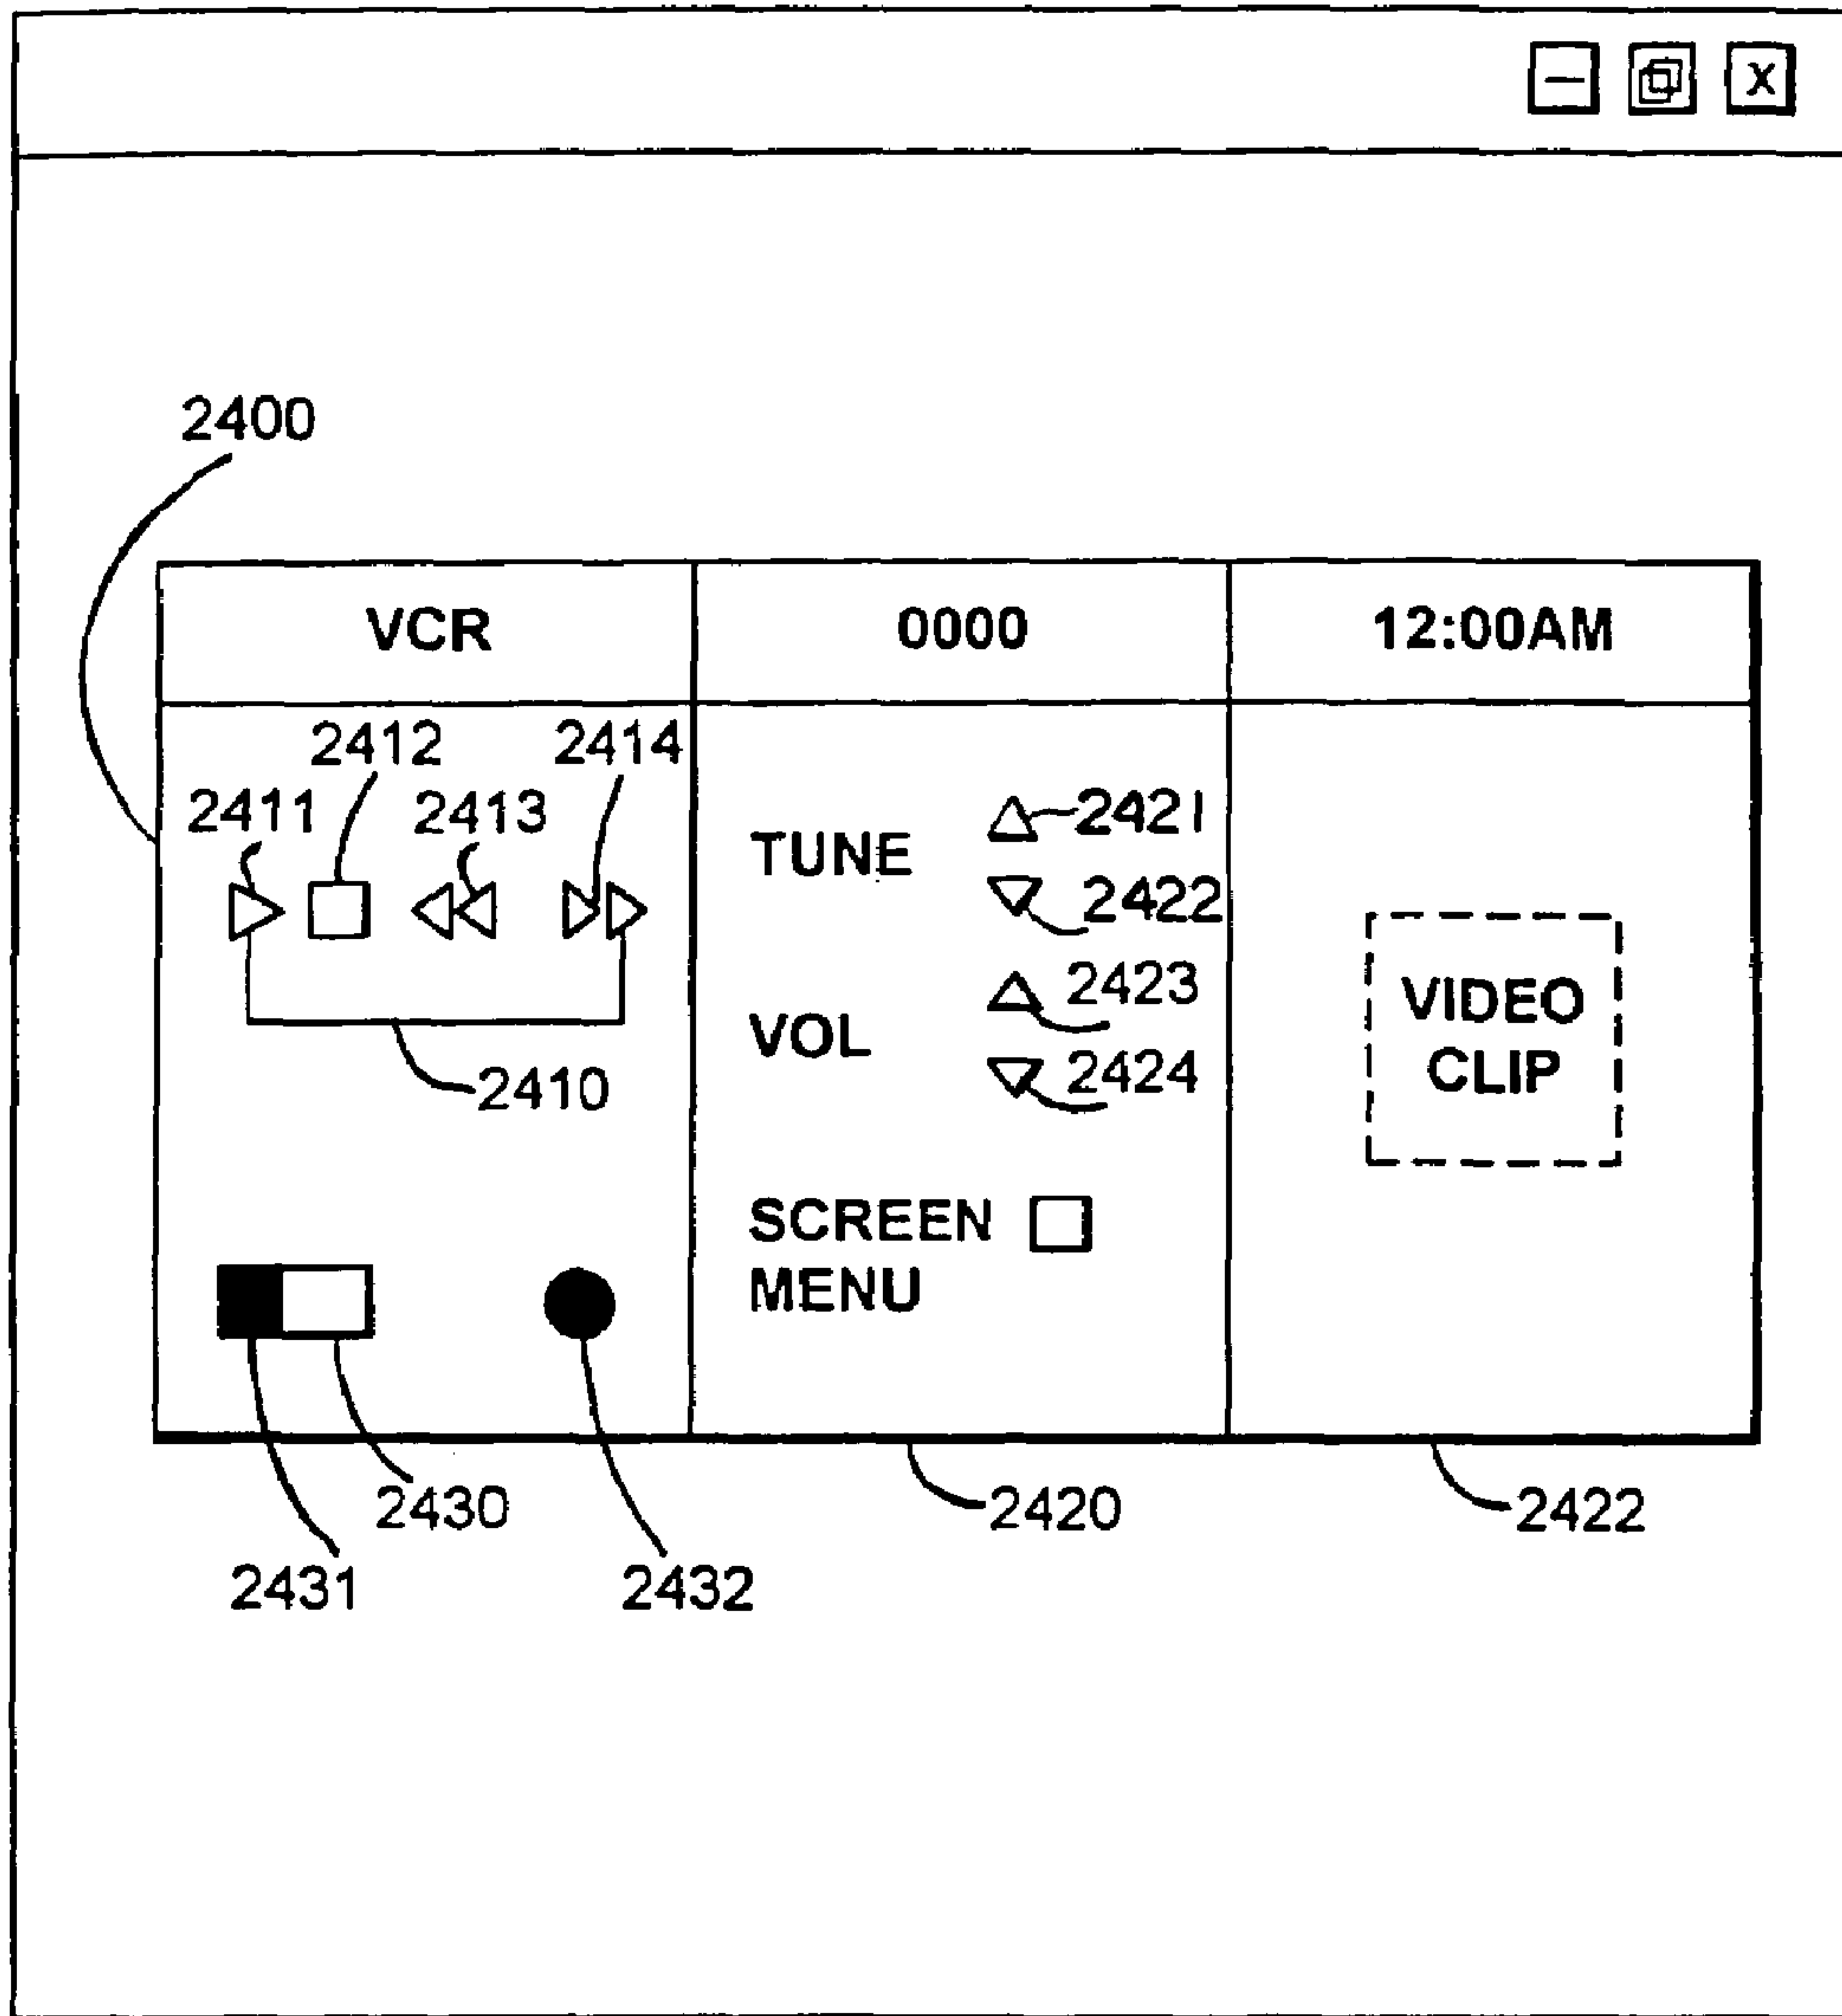 X
2400
VCR 0000 12:00AM
2412 2414
2411 2413
TUNE 2421
2422
VOL 2423
2424
2410
VIDEO
CLIP
SCREEN
MENU
2430 2420 2422
2431 2432